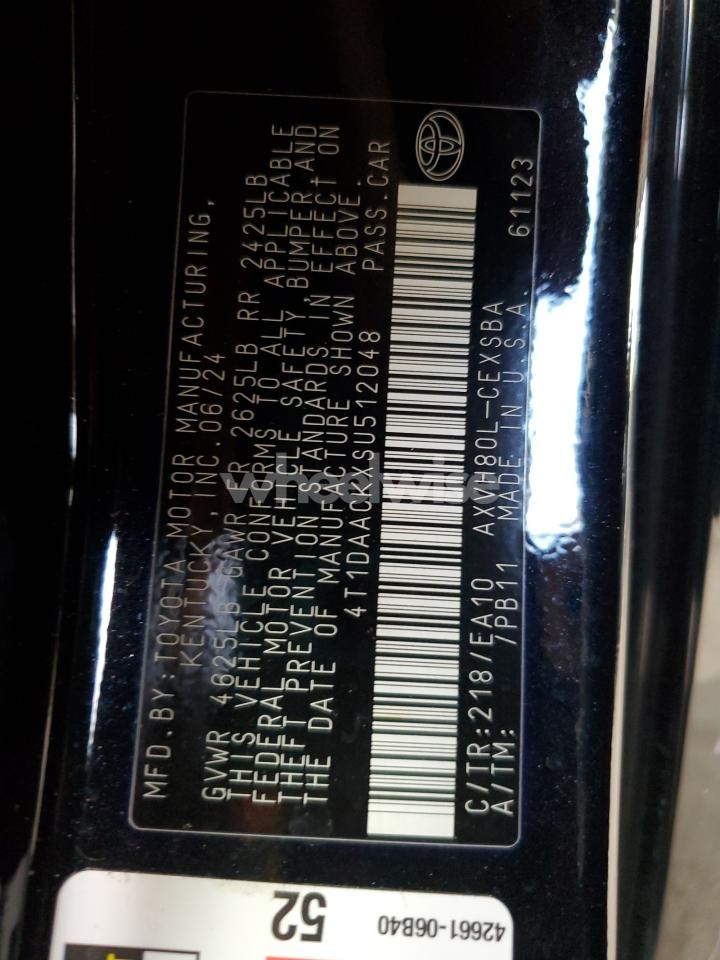 MFD.BY:TOYOTA MOTOR MANUFACTURING,
KENTUCKY,INC.06/24
GVWR 4625LB GAWR FR 2625LB RR 2425LB
THIS VEHICLE CONFORMS TO ALL APPLICABLE
FEDERAL MOTOR VEHICLE SAFETY,BUMPER,AND
THEFT PREVENTION STANDARDS IN EFFECT ON
THE DATE OF MANUFACTURE SHOWN ABOVE.
4T1DAACKXSU512048 PASS.CAR
C/TR:218/EA10 AXVH80L-CEXSBA
A/TM: 7PB11 MADE IN U.S.A 61123
wheelwise
52
42661-06B40